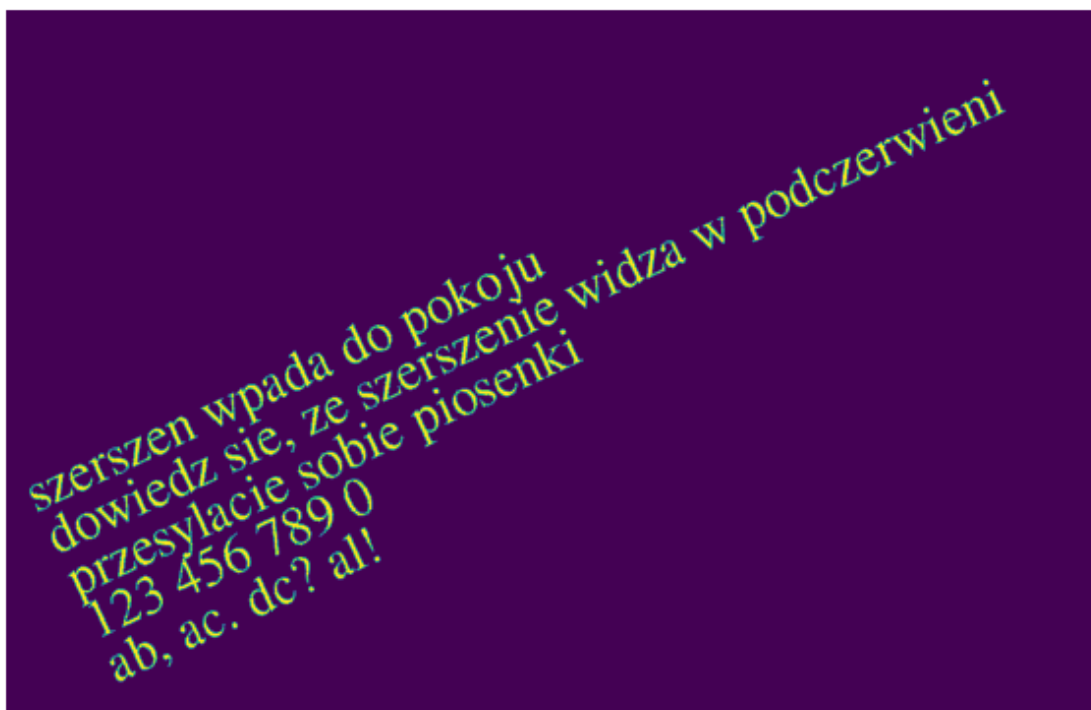 szerszen wpada do pokoju
dowiedz sie, ze szerszenie widza w podczerwieni
przesylacie sobie piosenki
123 456 789 0
ab, ac. dc? al!